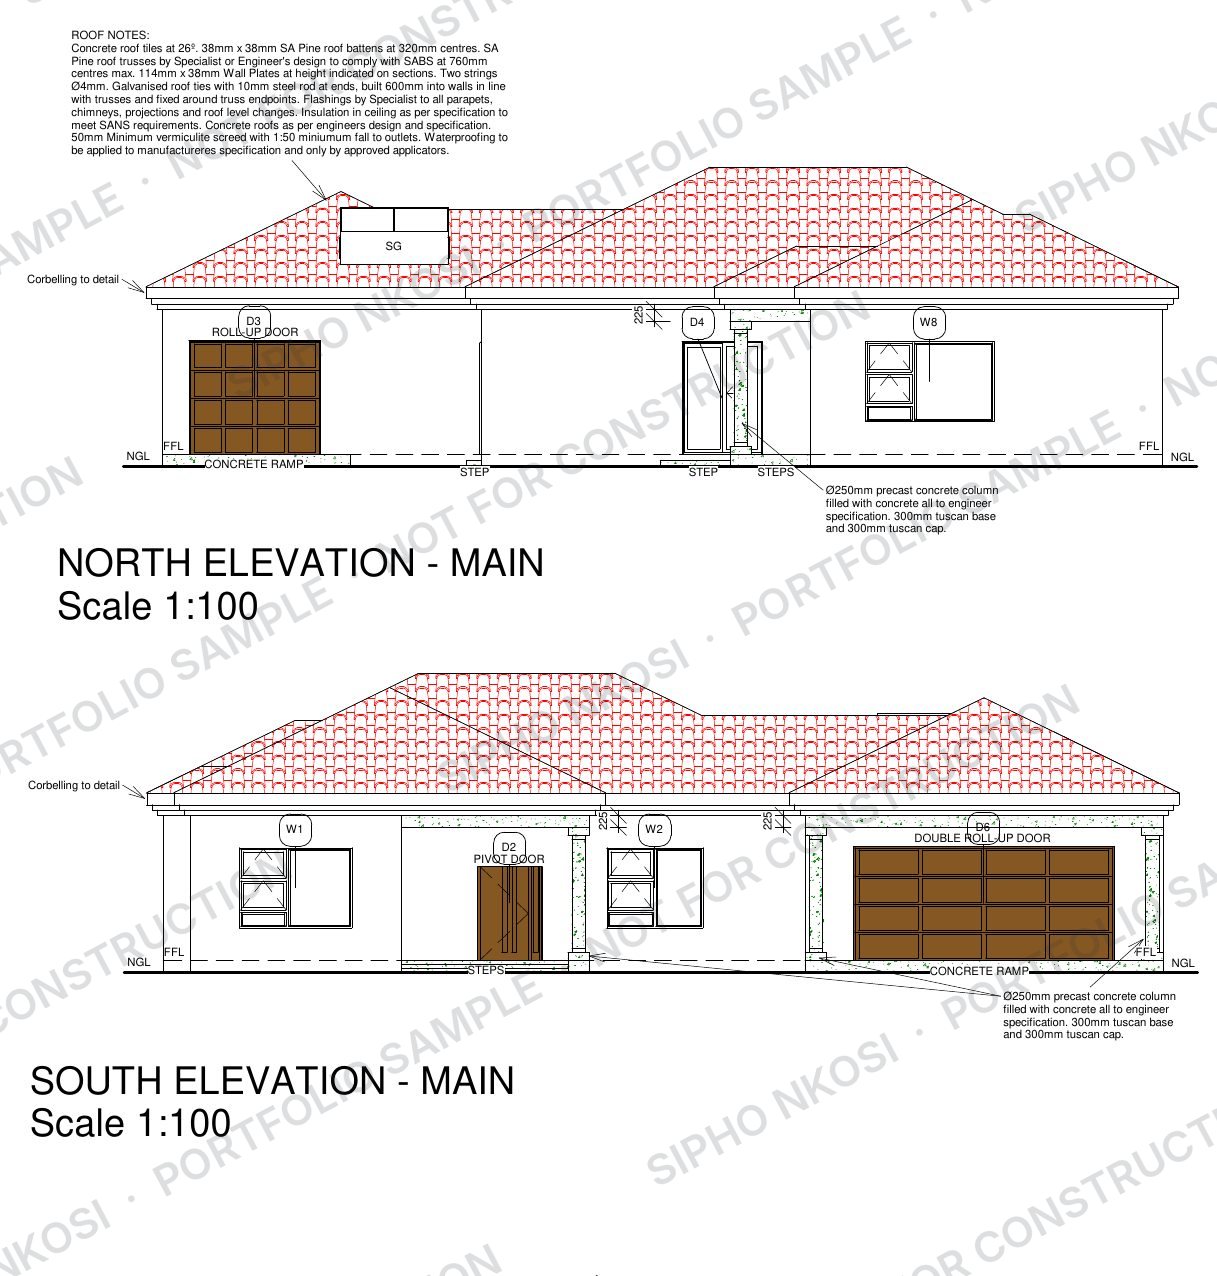 ROOF NOTES:
Concrete roof tiles at 26º. 38mm x 38mm SA Pine roof battens at 320mm centres. SA
Pine roof trusses by Specialist or Engineer's design to comply with SABS at 760mm
centres max. 114mm x 38mm Wall Plates at height indicated on sections. Two strings
Ø4mm. Galvanised roof ties with 10mm steel rod at ends, built 600mm into walls in line
with trusses and fixed around truss endpoints. Flashings by Specialist to all parapets,
chimneys, projections and roof level changes. Insulation in ceiling as per specification to
meet SANS requirements. Concrete roofs as per engineers design and specification.
50mm Minimum vermiculite screed with 1:50 miniumum fall to outlets. Waterproofing to
be applied to manufactureres specification and only by approved applicators.
SG
Corbelling to detail
D3
ROLL-UP DOOR
225
D4
W8
FFL
FFL
NGL
NGL
CONCRETE RAMP
STEP
STEP
STEPS
Ø250mm precast concrete column
filled with concrete all to engineer
specification. 300mm tuscan base
and 300mm tuscan cap.
NORTH ELEVATION - MAIN
Scale 1:100
Corbelling to detail
W1
D2
PIVOT DOOR
225
W2
225
D6
DOUBLE ROLL-UP DOOR
FFL
FFL
NGL
NGL
STEPS
CONCRETE RAMP
Ø250mm precast concrete column
filled with concrete all to engineer
specification. 300mm tuscan base
and 300mm tuscan cap.
SOUTH ELEVATION - MAIN
Scale 1:100
SIPHO NKOSI · PORTFOLIO SAMPLE · NOT FOR CONSTRUCTION